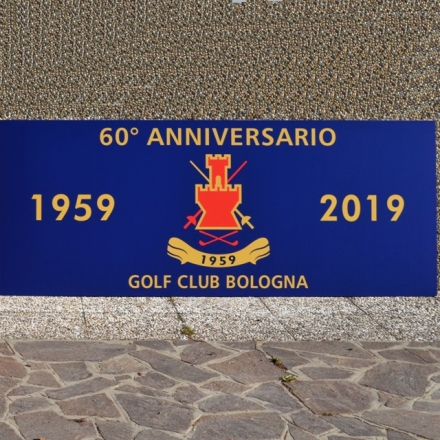 60° ANNIVERSARIO
1959 2019
1959
GOLF CLUB BOLOGNA